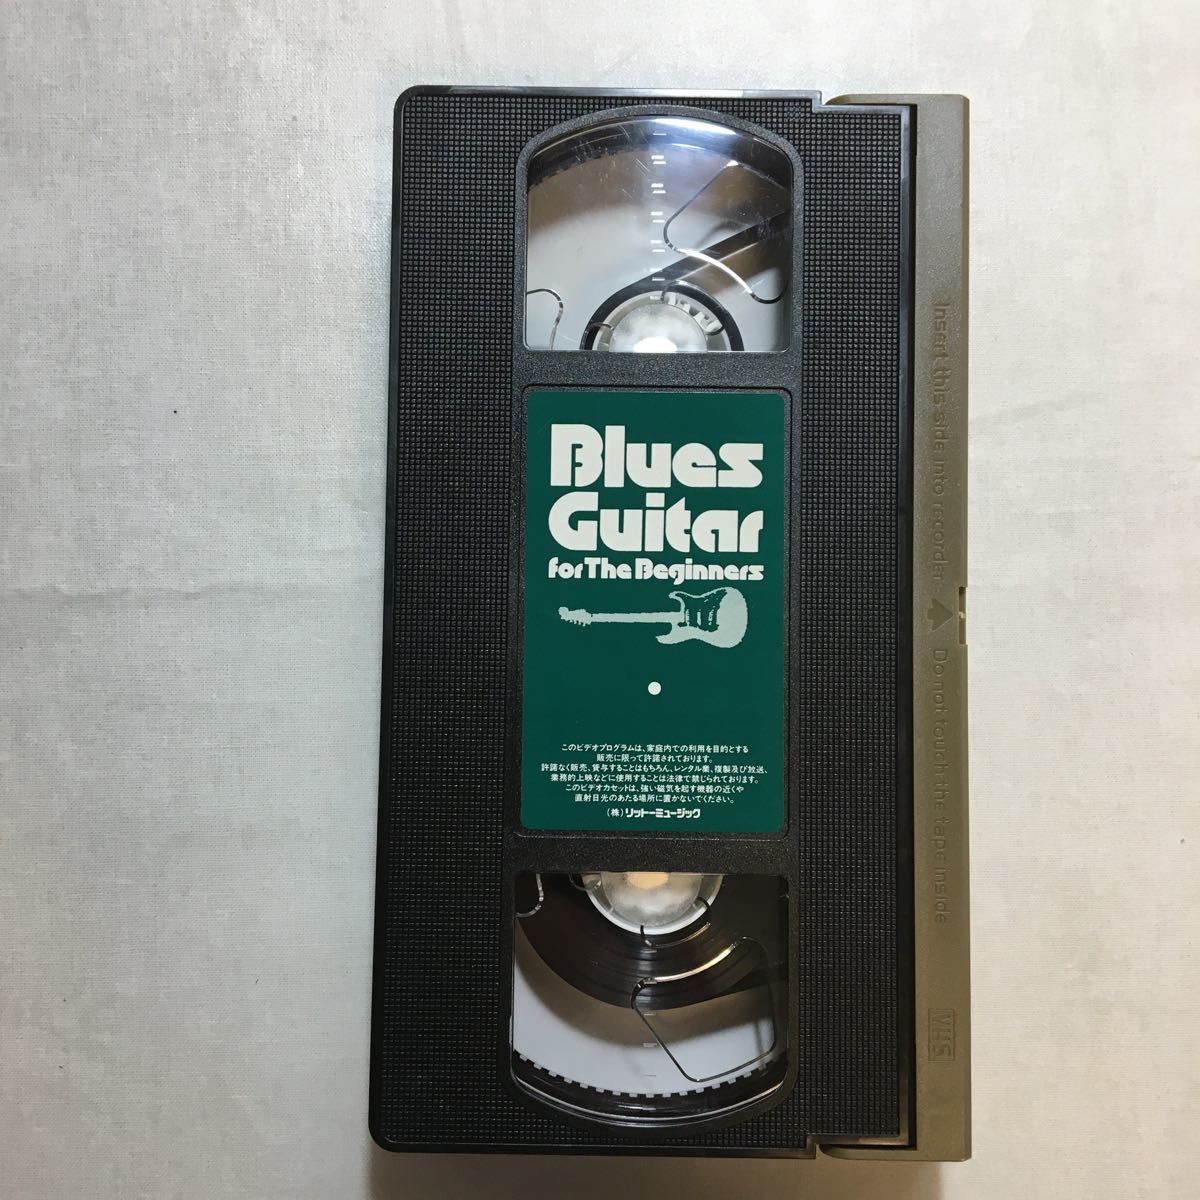 Blues
Guitar
for The Beginners
このビデオプログラムは、家庭内での利用を目的とする
販売に限って許諾されております。
許諾なく販売、貸与することはもちろん、レンタル業、複製及び放送、
業務的上映などに使用することは法律で禁じられております。
このビデオカセットは、強い磁気を起す機器の近くや
直射日光のあたる場所に置かないでください。
(株)リットーミュージック
Insert this side into recorder
Do not touch the tape inside
VHS